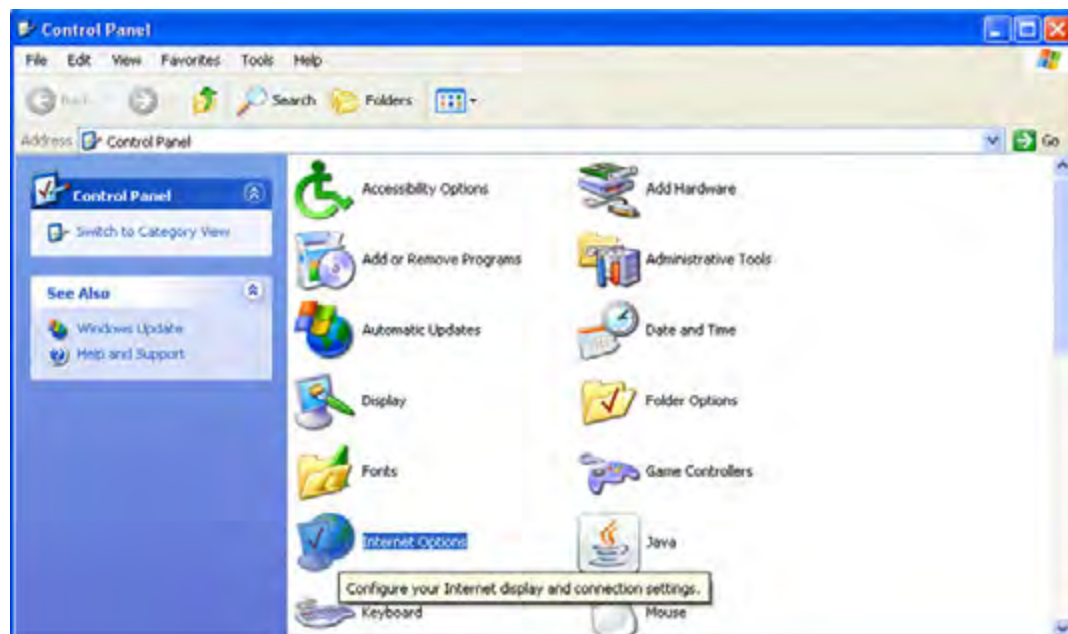 Control Panel
File Edit View Favorites Tools Help
Back Search Folders
Address Control Panel Go
Control Panel
Switch to Category View
See Also
Windows Update
Help and Support
Accessibility Options Add Hardware
Add or Remove Programs Administrative Tools
Automatic Updates Date and Time
Display Folder Options
Fonts Game Controllers
Internet Options Java
Configure your Internet display and connection settings.
Keyboard Mouse